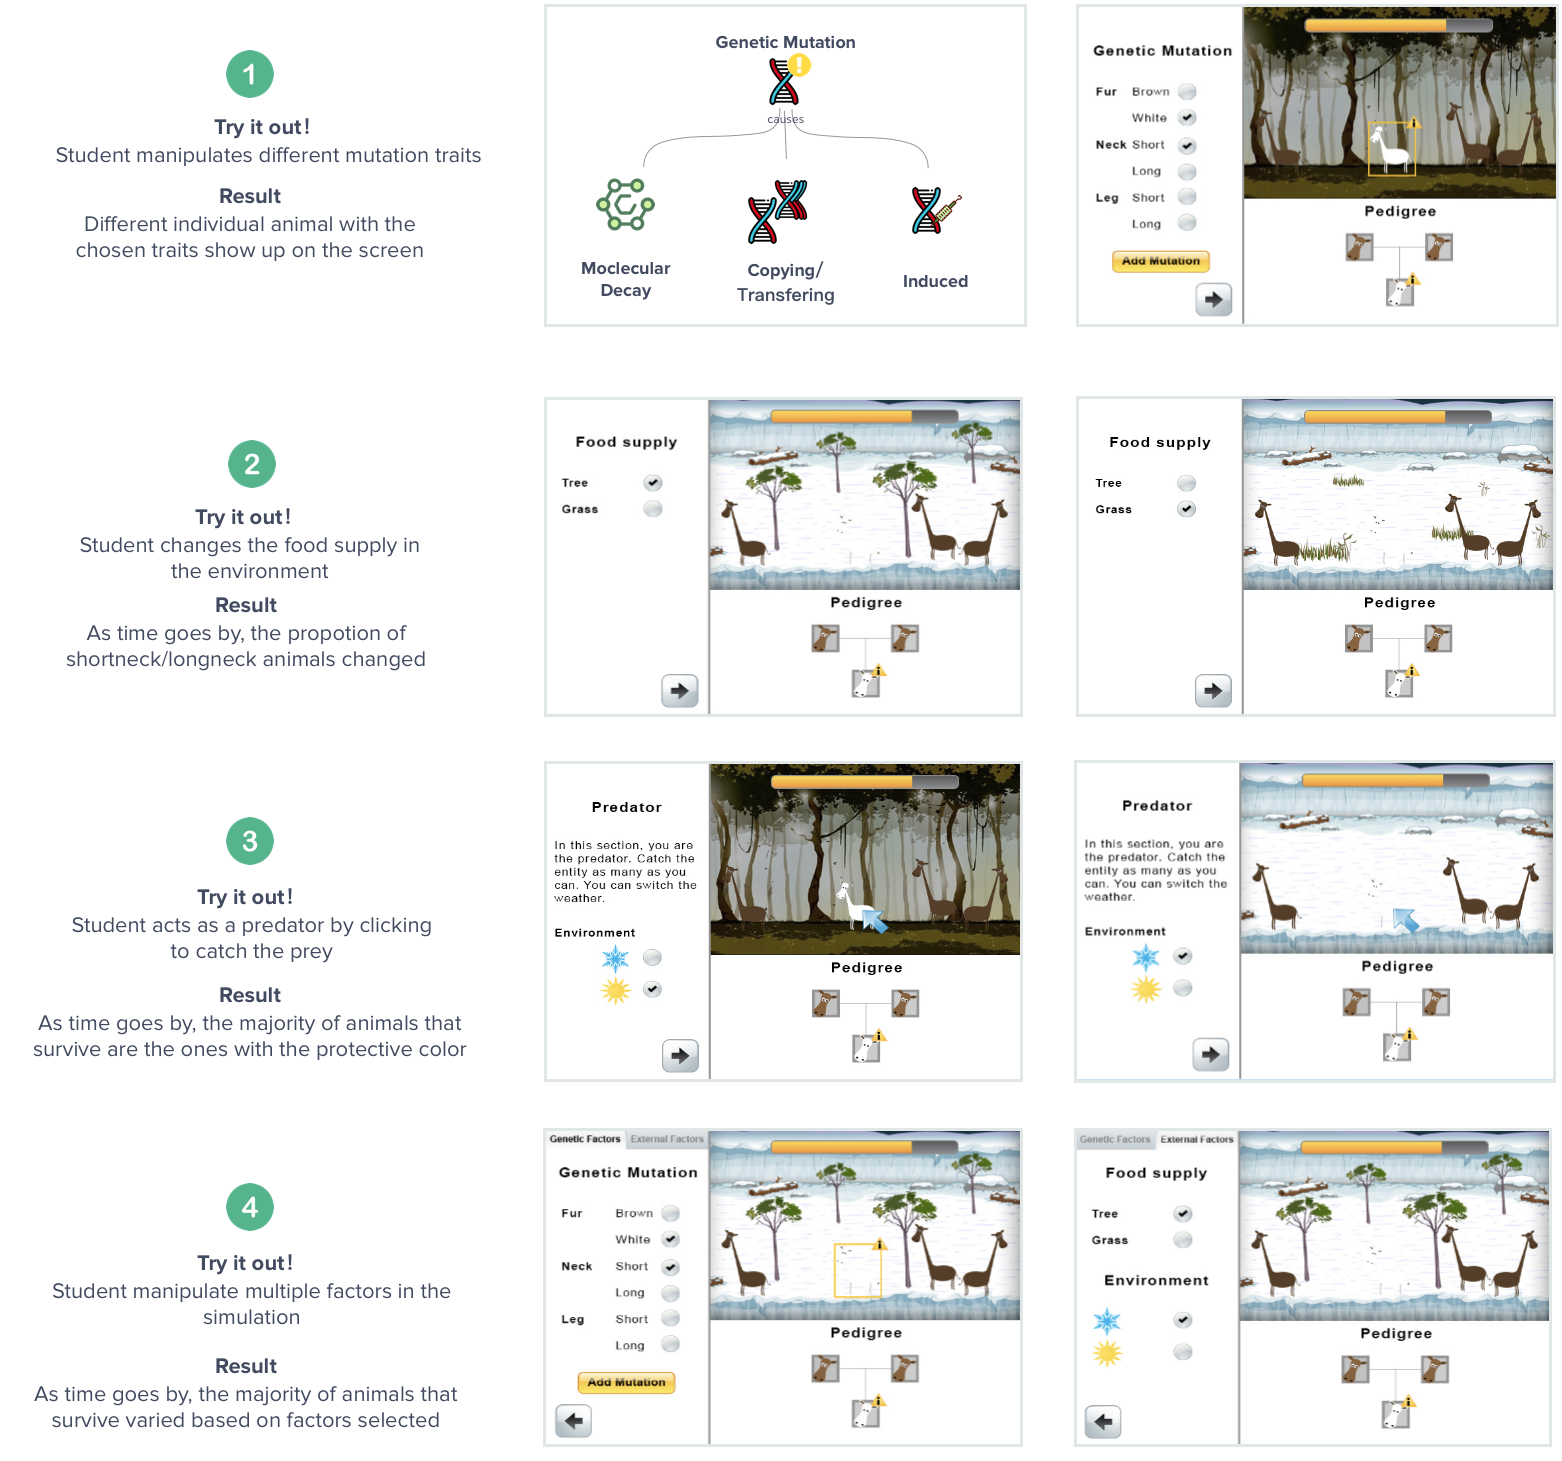 1
Try it out!
Student manipulates different mutation traits
Result
Different individual animal with the
chosen traits show up on the screen
Genetic Mutation
causes
Moclecular
Decay
Copying/
Transfering
Induced
Genetic Mutation
Fur Brown
White
Neck Short
Long
Leg Short
Long
Add Mutation
Pedigree
2
Try it out!
Student changes the food supply in
the environment
Result
As time goes by, the propotion of
shortneck/longneck animals changed
Food supply
Tree
Grass
Pedigree
Food supply
Tree
Grass
Pedigree
3
Try it out!
Student acts as a predator by clicking
to catch the prey
Result
As time goes by, the majority of animals that
survive are the ones with the protective color
Predator
In this section, you are
the predator. Catch the
entity as many as you
can. You can switch the
weather.
Environment
Pedigree
Predator
In this section, you are
the predator. Catch the
entity as many as you
can. You can switch the
weather.
Environment
Pedigree
4
Try it out!
Student manipulate multiple factors in the
simulation
Result
As time goes by, the majority of animals that
survive varied based on factors selected
Genetic Factors External Factors
Genetic Mutation
Fur Brown
White
Neck Short
Long
Leg Short
Long
Add Mutation
Pedigree
Genetic Factors External Factors
Food supply
Tree
Grass
Environment
Pedigree